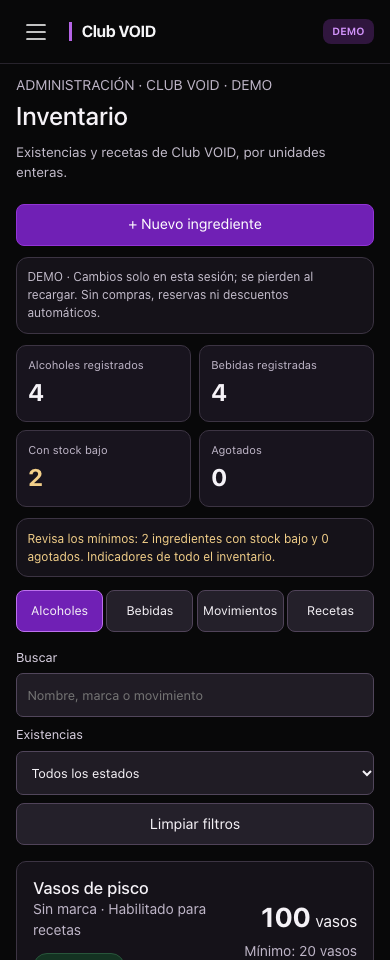 Club VOID
DEMO
ADMINISTRACIÓN · CLUB VOID · DEMO
Inventario
Existencias y recetas de Club VOID, por unidades
enteras.
+ Nuevo ingrediente
DEMO · Cambios solo en esta sesión; se pierden al
recargar. Sin compras, reservas ni descuentos
automáticos.
Alcoholes registrados
4
Bebidas registradas
4
Con stock bajo
2
Agotados
0
Revisa los mínimos: 2 ingredientes con stock bajo y 0
agotados. Indicadores de todo el inventario.
Alcoholes
Bebidas
Movimientos
Recetas
Buscar
Nombre, marca o movimiento
Existencias
Todos los estados
Limpiar filtros
Vasos de pisco
Sin marca · Habilitado para
recetas
100 vasos
Mínimo: 20 vasos